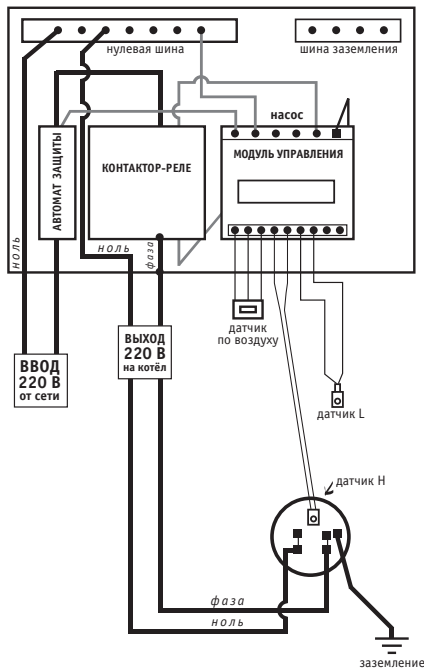 нулевая шина
шина заземления
насос
АВТОМАТ ЗАЩИТЫ
КОНТАКТОР-РЕЛЕ
МОДУЛЬ УПРАВЛЕНИЯ
ноль
ноль
фаза
датчик
по воздуху
ВЫХОД
220 В
на котёл
ВВОД
220 В
от сети
датчик L
датчик H
фаза
ноль
заземление